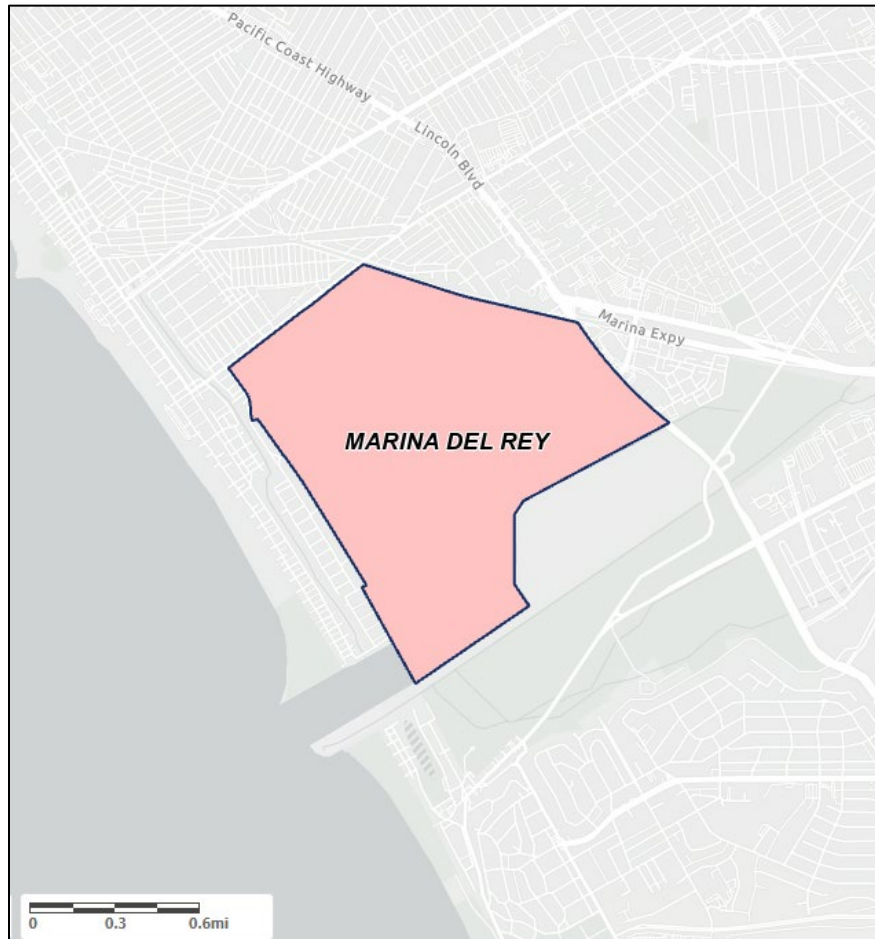 Pacific Coast Highway
Lincoln Blvd
Marina Expy
MARINA DEL REY
0 0.3 0.6mi